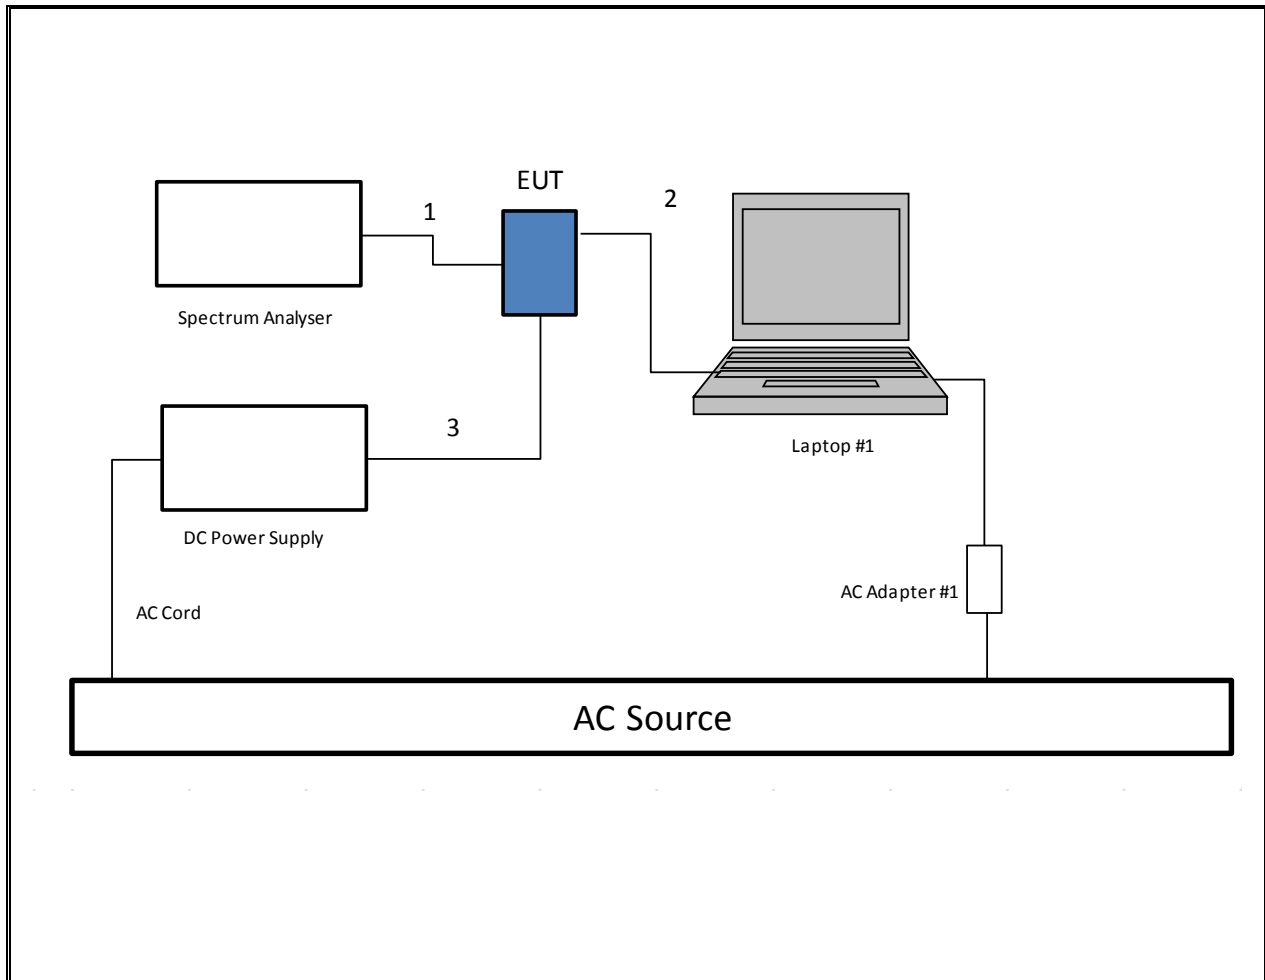 EUT
1
2
Spectrum Analyser
3
Laptop #1
DC Power Supply
AC Adapter #1
AC Cord
AC Source